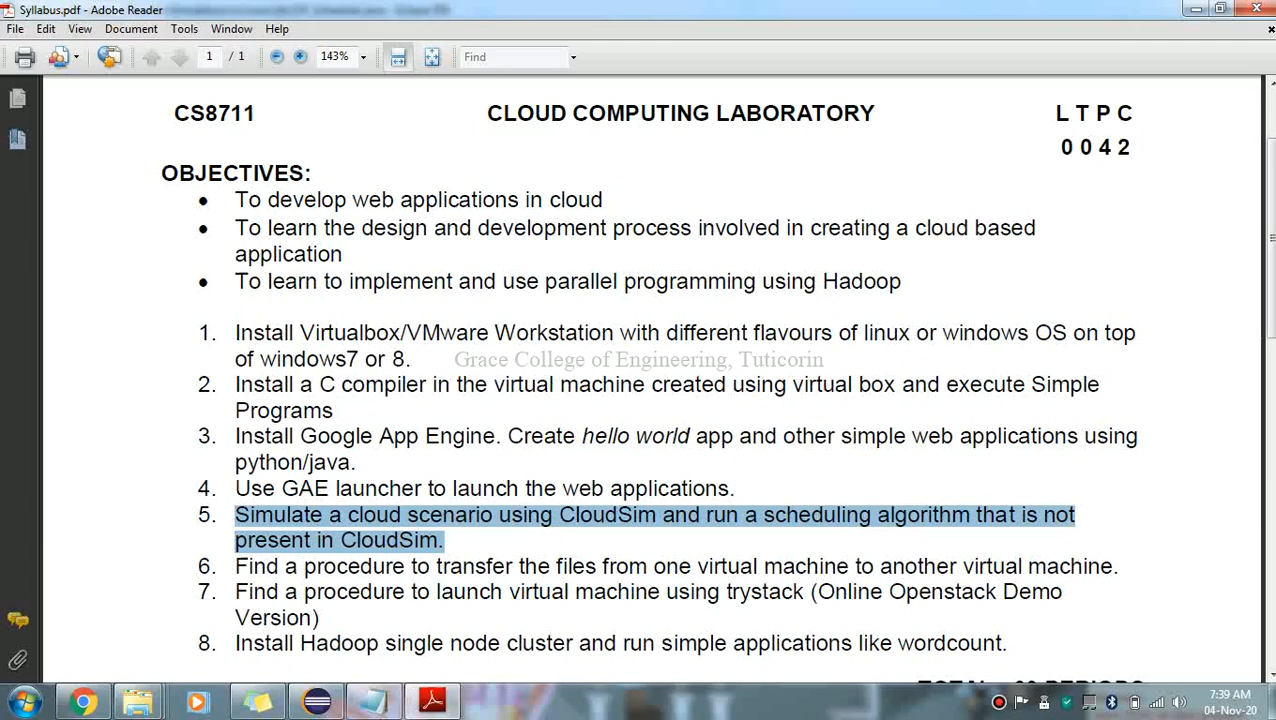 Syllabus.pdf - Adobe Reader
File Edit View Document Tools Window Help
1 / 1 143% Find
CS8711 CLOUD COMPUTING LABORATORY L T P C
0 0 4 2
OBJECTIVES:
• To develop web applications in cloud
• To learn the design and development process involved in creating a cloud based
application
• To learn to implement and use parallel programming using Hadoop
1. Install Virtualbox/VMware Workstation with different flavours of linux or windows OS on top
of windows7 or 8.
Grace College of Engineering, Tuticorin
2. Install a C compiler in the virtual machine created using virtual box and execute Simple
Programs
3. Install Google App Engine. Create hello world app and other simple web applications using
python/java.
4. Use GAE launcher to launch the web applications.
5. Simulate a cloud scenario using CloudSim and run a scheduling algorithm that is not
present in CloudSim.
6. Find a procedure to transfer the files from one virtual machine to another virtual machine.
7. Find a procedure to launch virtual machine using trystack (Online Openstack Demo
Version)
8. Install Hadoop single node cluster and run simple applications like wordcount.
7:39 AM
04-Nov-20